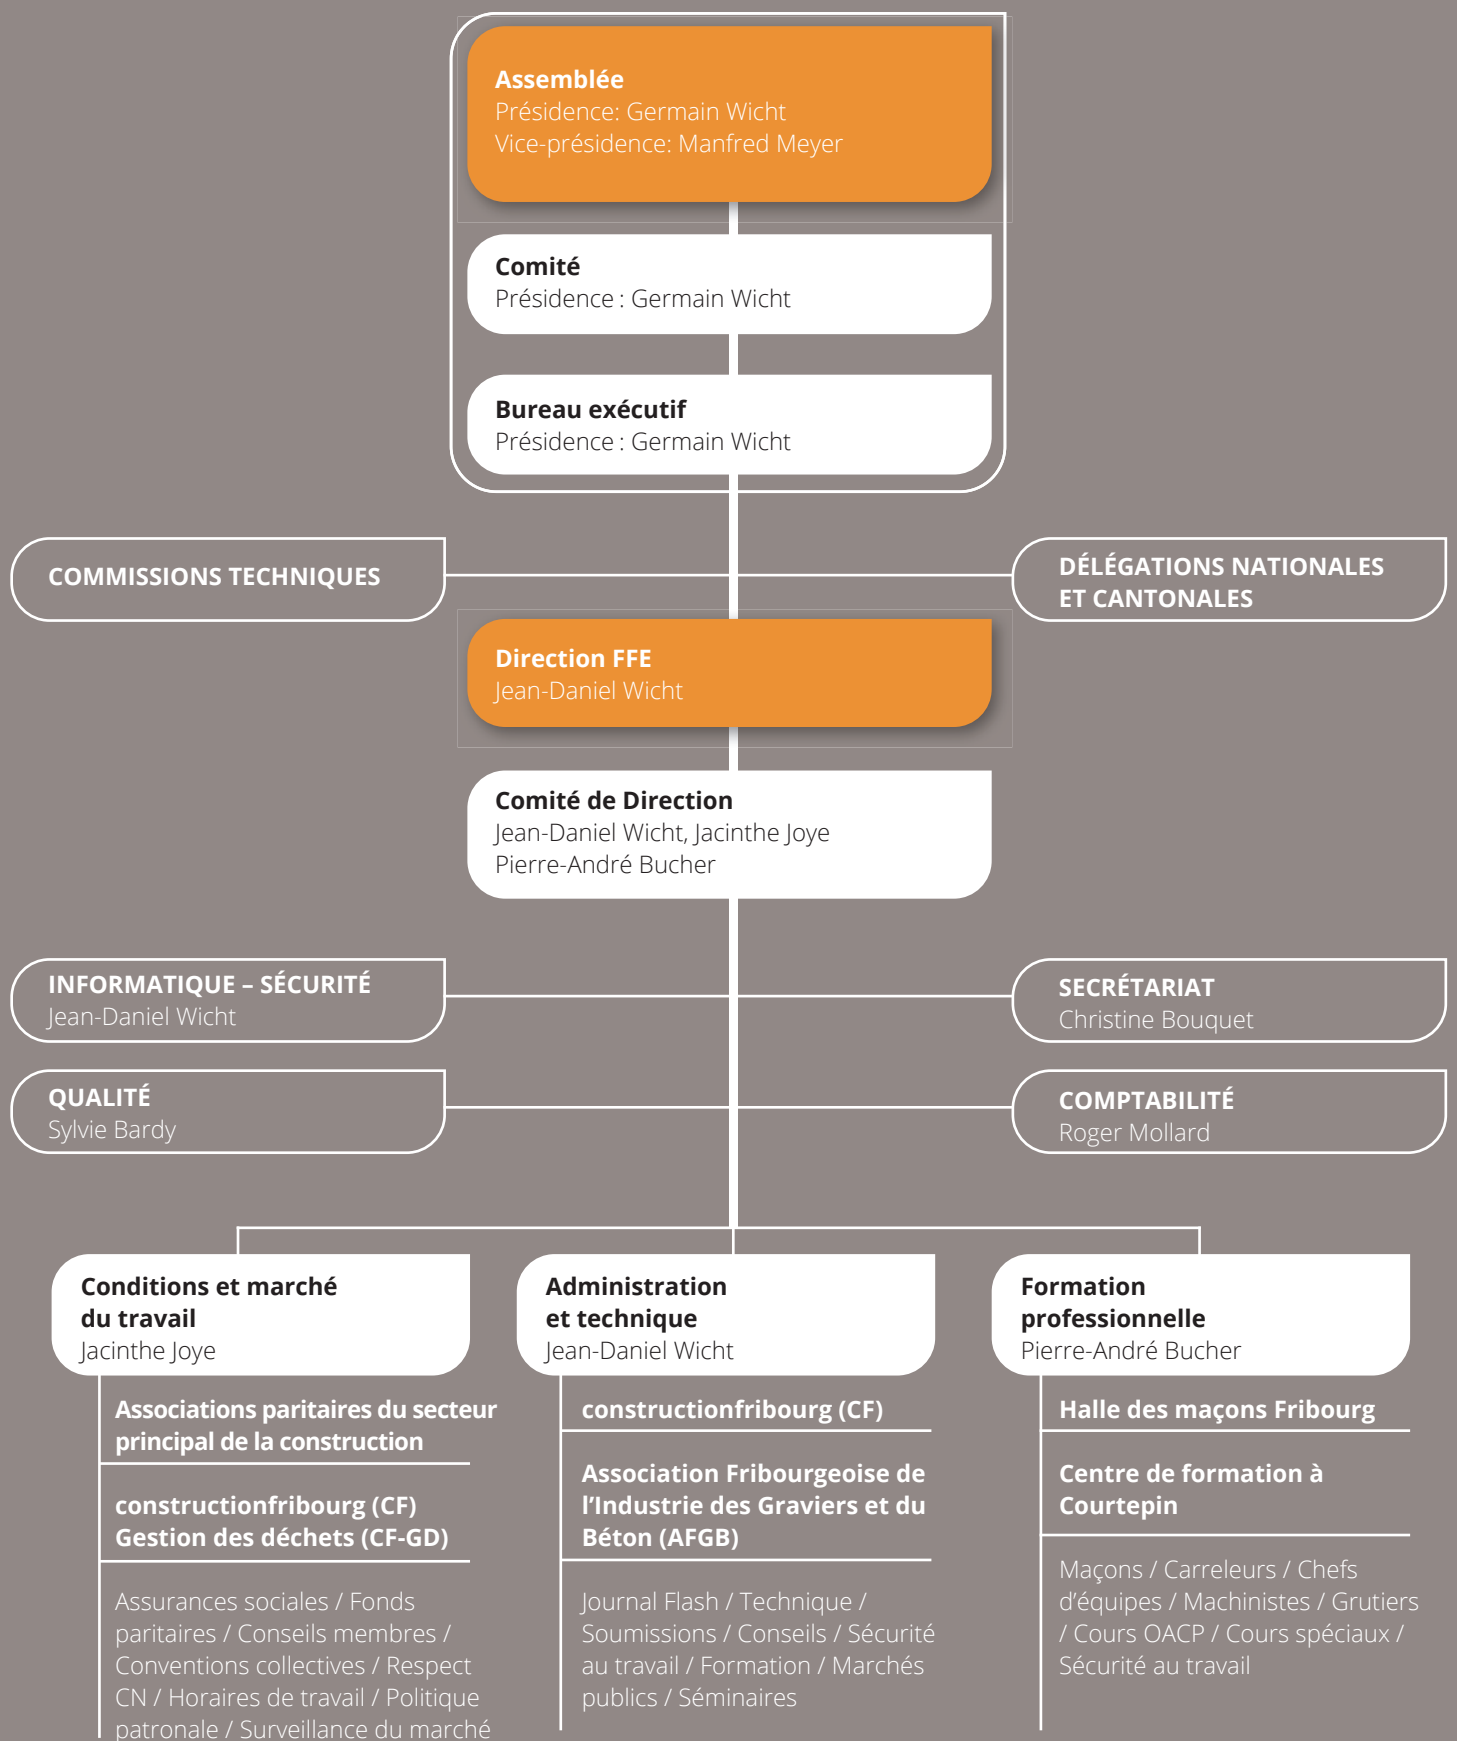 Assemblée
Présidence: Germain Wicht
Vice-présidence: Manfred Meyer
Comité
Présidence : Germain Wicht
Bureau exécutif
Présidence : Germain Wicht
COMMISSIONS TECHNIQUES
DÉLÉGATIONS NATIONALES
ET CANTONALES
Direction FFE
Jean-Daniel Wicht
Comité de Direction
Jean-Daniel Wicht, Jacinthe Joye
Pierre-André Bucher
INFORMATIQUE – SÉCURITÉ
Jean-Daniel Wicht
SECRÉTARIAT
Christine Bouquet
QUALITÉ
Sylvie Bardy
COMPTABILITÉ
Roger Mollard
Conditions et marché
du travail
Jacinthe Joye
Associations paritaires du secteur
principal de la construction
constructionfribourg (CF)
Gestion des déchets (CF-GD)
Assurances sociales / Fonds
paritaires / Conseils membres /
Conventions collectives / Respect
CN / Horaires de travail / Politique
patronale / Surveillance du marché
Administration
et technique
Jean-Daniel Wicht
constructionfribourg (CF)
Association Fribourgeoise de
l’Industrie des Graviers et du
Béton (AFGB)
Journal Flash / Technique /
Soumissions / Conseils / Sécurité
au travail / Formation / Marchés
publics / Séminaires
Formation
professionnelle
Pierre-André Bucher
Halle des maçons Fribourg
Centre de formation à
Courtepin
Maçons / Carreleurs / Chefs
d’équipes / Machinistes / Grutiers
/ Cours OACP / Cours spéciaux /
Sécurité au travail